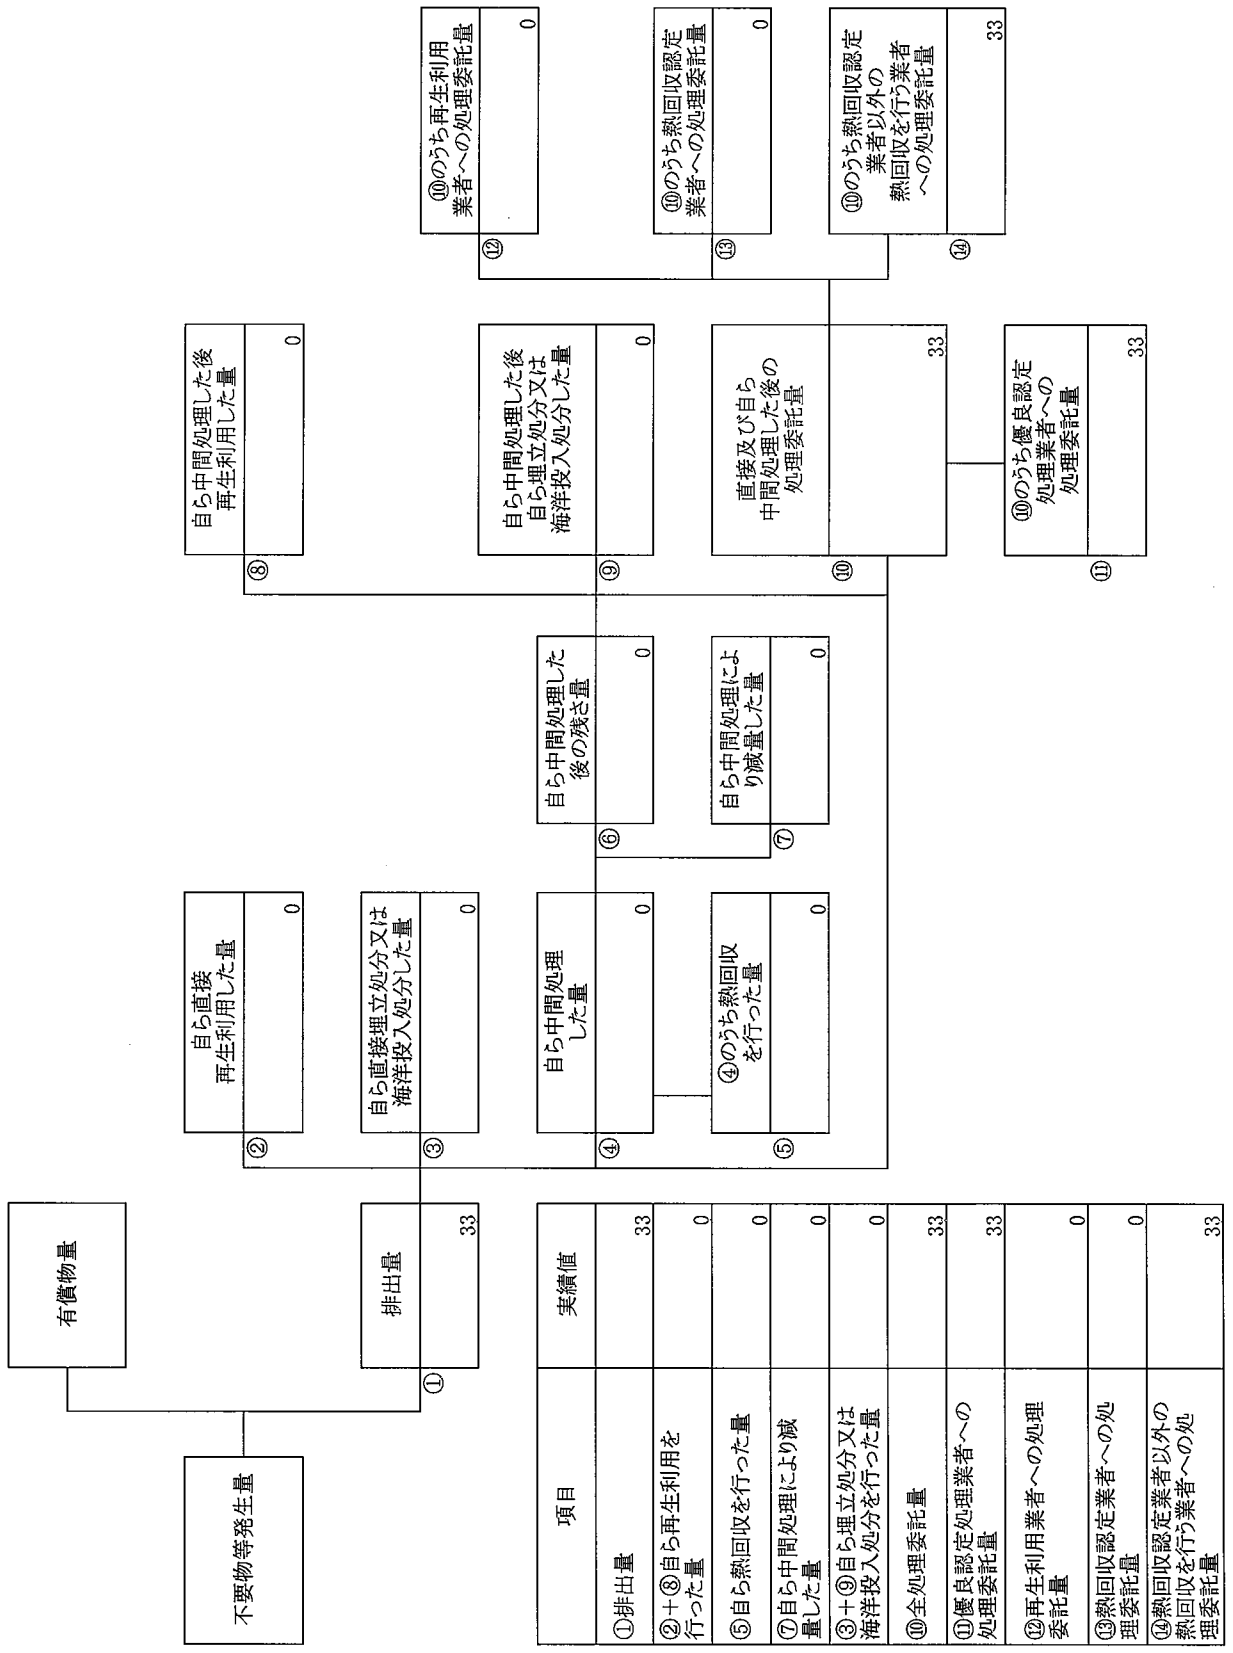 有償物量
不要物等発生量
排出量
①
33
自ら直接
再生利用した量
②
0
自ら直接埋立処分又は
海洋投入処分した量
③
0
自ら中間処理
した量
④
0
④のうち熱回収
を行った量
⑤
0
自ら中間処理した
後の残さ量
⑥
0
自ら中間処理によ
り減量した量
⑦
0
自ら中間処理した後
再生利用した量
⑧
0
自ら中間処理した後
自ら埋立処分又は
海洋投入処分した量
⑨
0
直接及び自ら
中間処理した後の
処理委託量
⑩
33
⑩のうち優良認定
処理業者への
処理委託量
⑪
33
⑩のうち再生利用
業者への処理委託量
⑫
0
⑩のうち熱回収認定
業者への処理委託量
⑬
0
⑩のうち熱回収認定
業者以外の
熱回収を行う業者
への処理委託量
⑭
33
項目 実績値
①排出量 33
②+⑧自ら再生利用を
行った量 0
⑤自ら熱回収を行った量 0
⑦自ら中間処理により減
量した量 0
③+⑨自ら埋立処分又は
海洋投入処分を行った量 0
⑩全処理委託量 33
⑪優良認定処理業者への
処理委託量 33
⑫再生利用業者への処理
委託量 0
⑬熱回収認定業者への処
理委託量 0
⑭熱回収認定業者以外の
熱回収を行う業者への処
理委託量 33